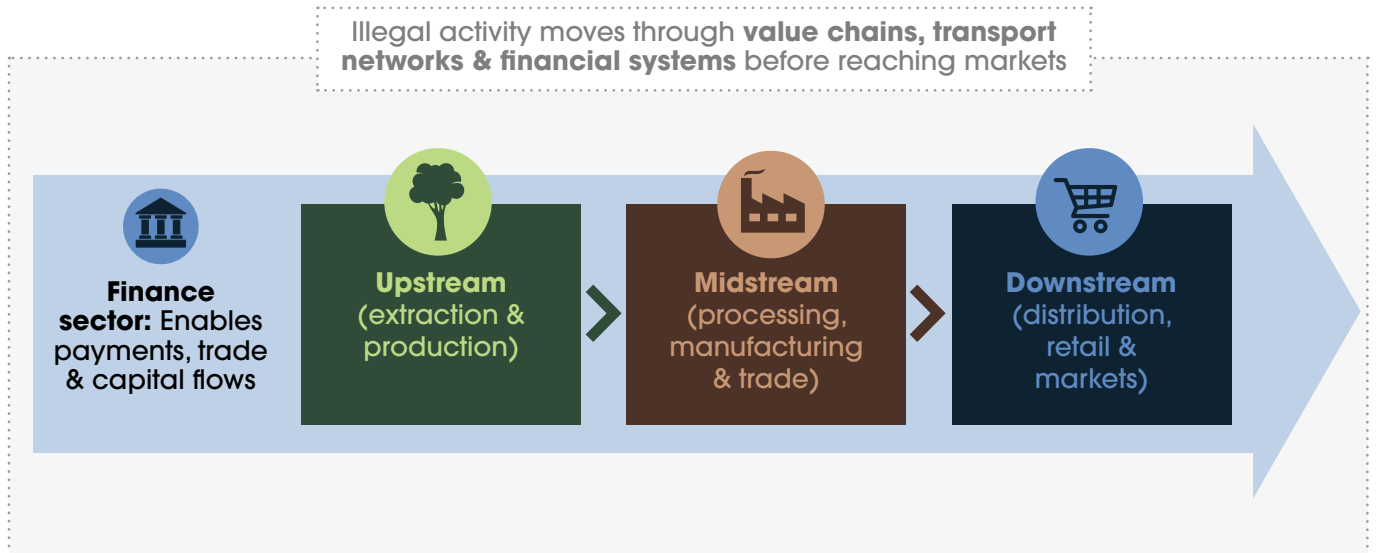 Illegal activity moves through value chains, transport
networks & financial systems before reaching markets
Finance
sector: Enables
payments, trade
& capital flows
Upstream
(extraction &
production)
Midstream
(processing,
manufacturing
& trade)
Downstream
(distribution,
retail &
markets)